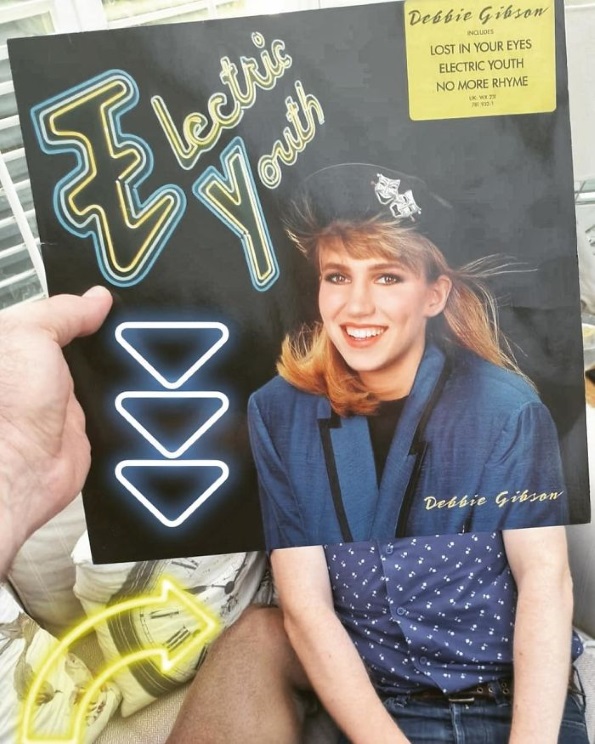 Debbie Gibson
INCLUDES
LOST IN YOUR EYES
ELECTRIC YOUTH
NO MORE RHYME
Electric
Youth
Debbie Gibson